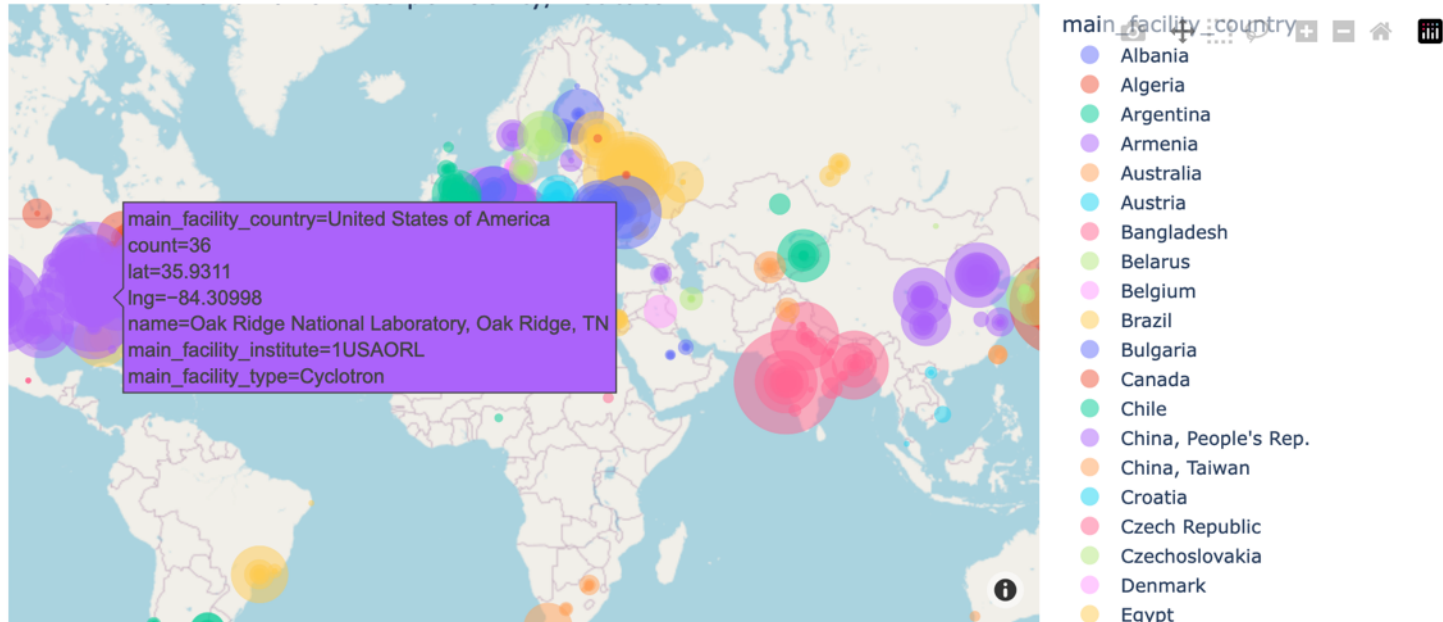 main_facility_country
Albania
Algeria
Argentina
Armenia
Australia
Austria
Bangladesh
Belarus
Belgium
Brazil
Bulgaria
Canada
Chile
China, People's Rep.
China, Taiwan
Croatia
Czech Republic
Czechoslovakia
Denmark
Egypt
main_facility_country=United States of America
count=36
lat=35.9311
lng=−84.30998
name=Oak Ridge National Laboratory, Oak Ridge, TN
main_facility_institute=1USAORL
main_facility_type=Cyclotron